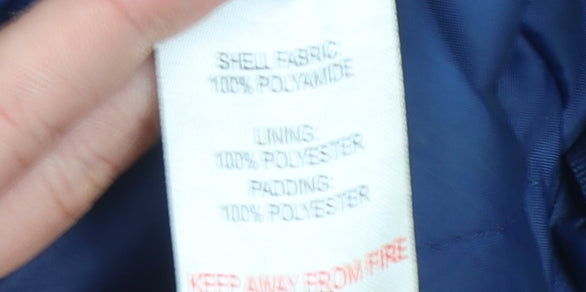 SHELL FABRIC:
100% POLYAMIDE
LINING:
100% POLYESTER
PADDING:
100% POLYESTER
KEEP AWAY FROM FIRE